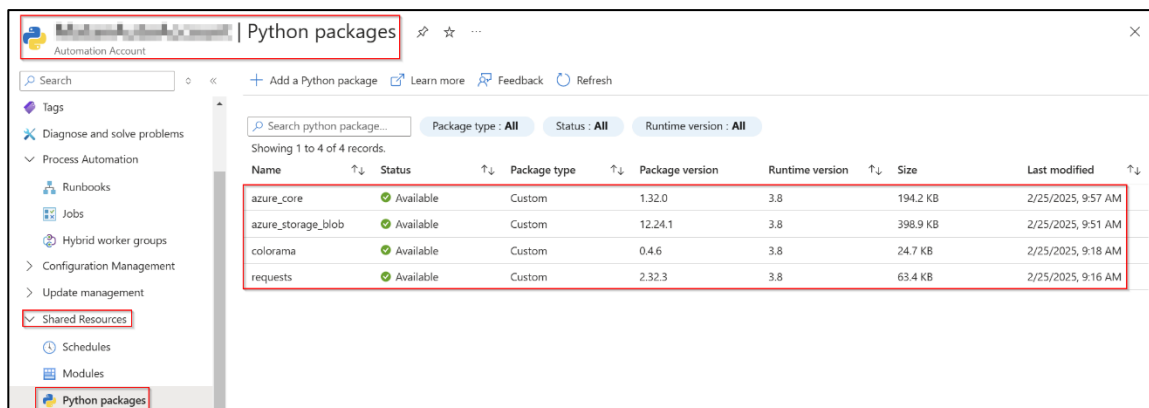 | Python packages
Automation Account
Search
Add a Python package Learn more Feedback Refresh
Tags
Diagnose and solve problems
Process Automation
Runbooks
Jobs
Hybrid worker groups
Configuration Management
Update management
Shared Resources
Schedules
Modules
Python packages
Search python package... Package type : All Status : All Runtime version : All
Showing 1 to 4 of 4 records.
Name Status Package type Package version Runtime version Size Last modified
azure_core Available Custom 1.32.0 3.8 194.2 KB 2/25/2025, 9:57 AM
azure_storage_blob Available Custom 12.24.1 3.8 398.9 KB 2/25/2025, 9:51 AM
colorama Available Custom 0.4.6 3.8 24.7 KB 2/25/2025, 9:18 AM
requests Available Custom 2.32.3 3.8 63.4 KB 2/25/2025, 9:16 AM